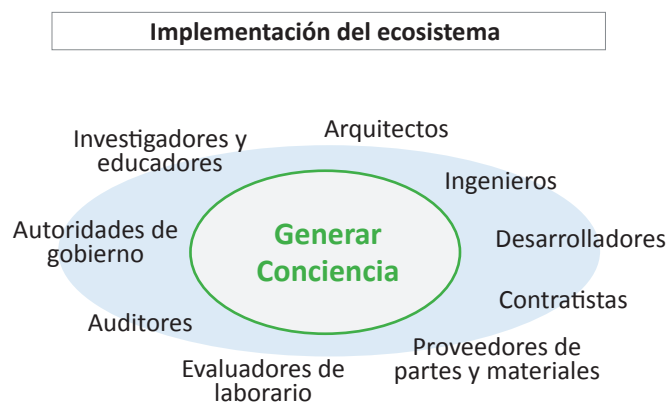 Implementación del ecosistema
Arquitectos
Investigadores y
educadores
Ingenieros
Autoridades de
gobierno
Generar
Conciencia
Desarrolladores
Contratistas
Auditores
Proveedores de
partes y materiales
Evaluadores de
laborario